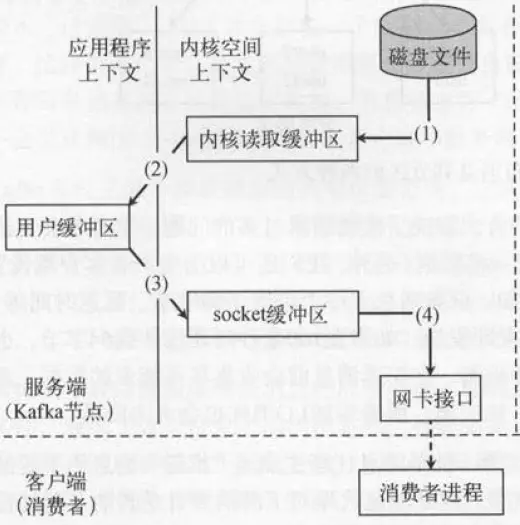 应用程序
上下文
内核空间
上下文
磁盘文件
(1)
内核读取缓冲区
(2)
用户缓冲区
(3)
socket缓冲区
(4)
服务端
(Kafka节点)
网卡接口
客户端
(消费者)
消费者进程